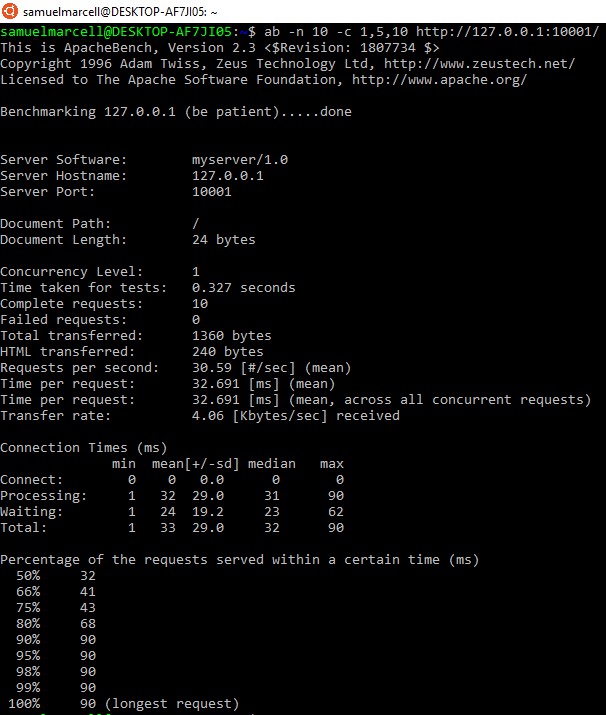 samuelmarcell@DESKTOP-AF7JI05: ~
samuelmarcell@DESKTOP-AF7JI05:~$ ab -n 10 -c 1,5,10 http://127.0.0.1:10001/
This is ApacheBench, Version 2.3 <$Revision: 1807734 $>
Copyright 1996 Adam Twiss, Zeus Technology Ltd, http://www.zeustech.net/
Licensed to The Apache Software Foundation, http://www.apache.org/
Benchmarking 127.0.0.1 (be patient).....done
Server Software:        myserver/1.0
Server Hostname:        127.0.0.1
Server Port:            10001
Document Path:          /
Document Length:        24 bytes
Concurrency Level:      1
Time taken for tests:   0.327 seconds
Complete requests:      10
Failed requests:        0
Total transferred:      1360 bytes
HTML transferred:       240 bytes
Requests per second:    30.59 [#/sec] (mean)
Time per request:       32.691 [ms] (mean)
Time per request:       32.691 [ms] (mean, across all concurrent requests)
Transfer rate:          4.06 [Kbytes/sec] received
Connection Times (ms)
              min  mean[+/-sd] median   max
Connect:        0    0   0.0      0       0
Processing:     1   32  29.0     31      90
Waiting:        1   24  19.2     23      62
Total:          1   33  29.0     32      90
Percentage of the requests served within a certain time (ms)
  50%     32
  66%     41
  75%     43
  80%     68
  90%     90
  95%     90
  98%     90
  99%     90
 100%     90 (longest request)